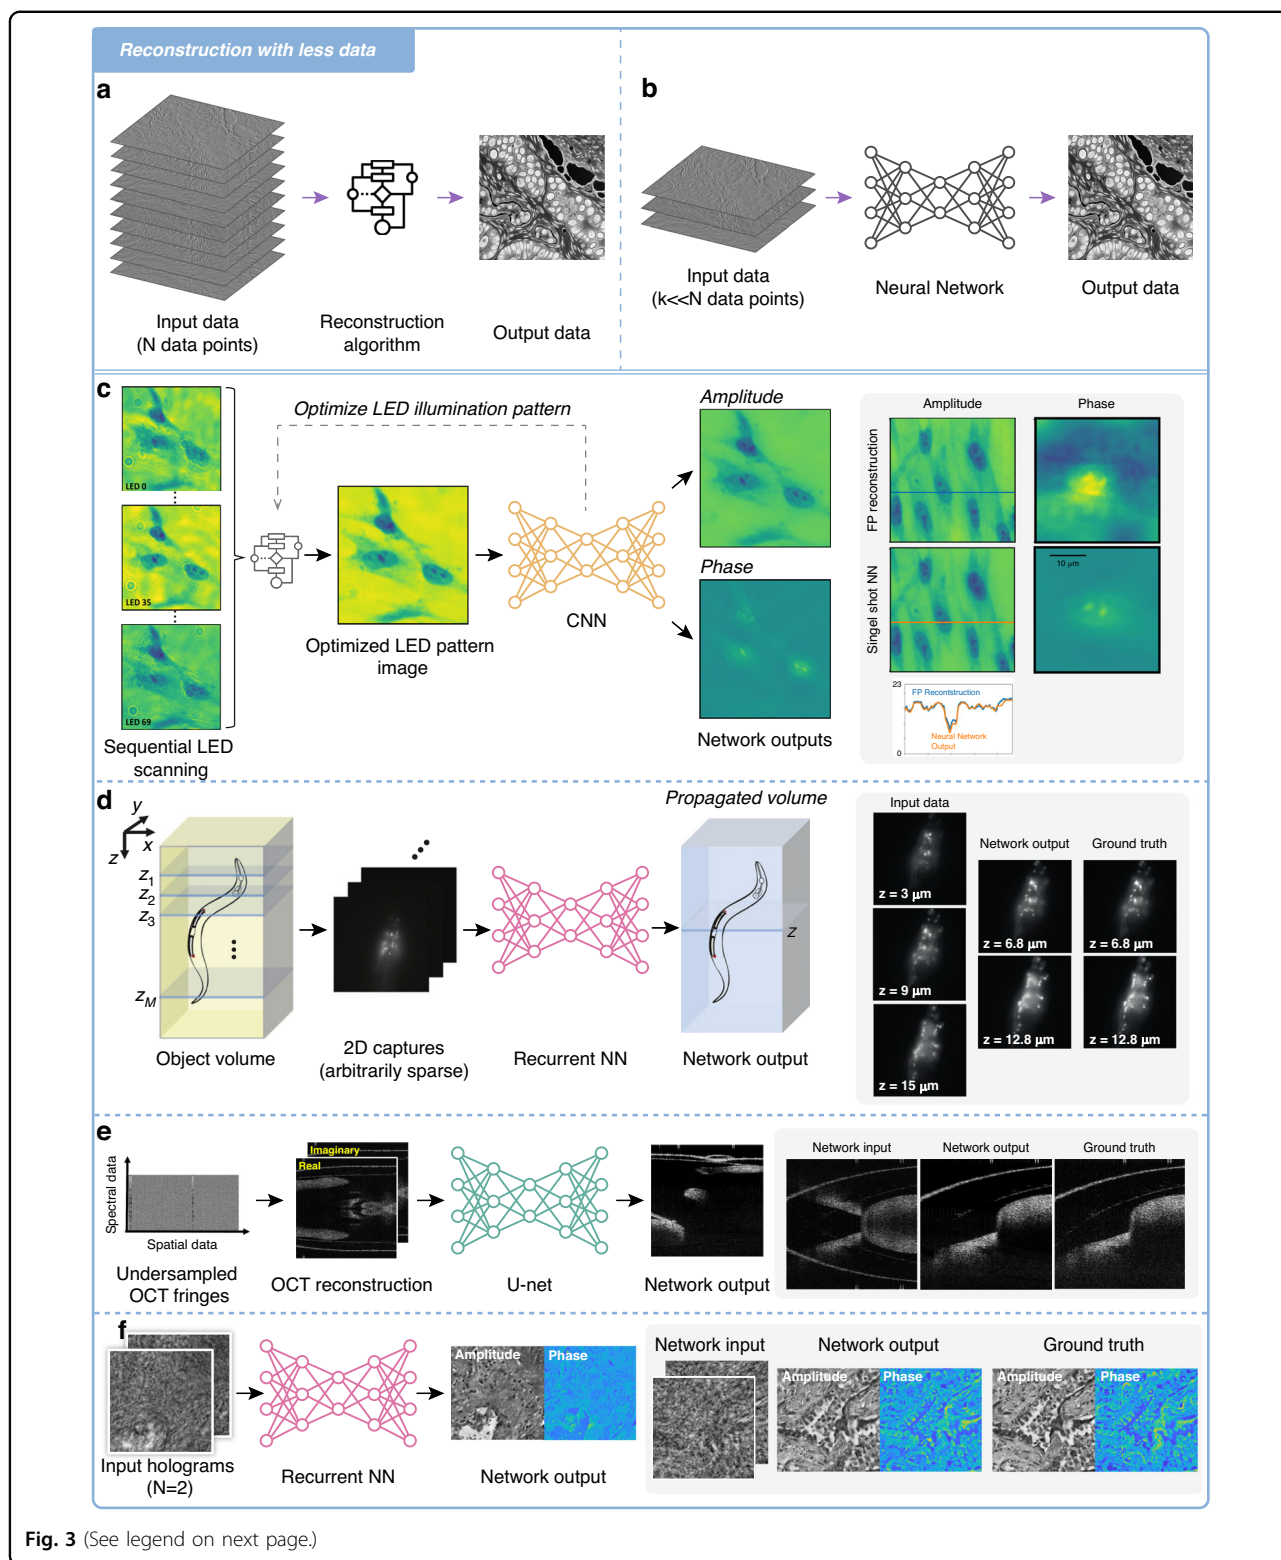 Reconstruction with less data
a
Input data
(N data points)
Reconstruction
algorithm
Output data
b
Input data
(k<<N data points)
Neural Network
Output data
c
LED 0
LED 35
LED 69
Sequential LED
scanning
Optimize LED illumination pattern
Optimized LED pattern
image
CNN
Amplitude
Phase
Network outputs
Amplitude
Phase
FP reconstruction
Singel shot NN
10 μm
23
0
FP Recontstruction
Neural Network
Output
d
y
x
z
z1
z2
z3
zM
Object volume
2D captures
(arbitrarily sparse)
Recurrent NN
Propagated volume
z
Network output
Input data
z = 3 μm
z = 9 μm
z = 15 μm
Network output
z = 6.8 μm
z = 12.8 μm
Ground truth
z = 6.8 μm
z = 12.8 μm
e
Spectral data
Spatial data
Undersampled
OCT fringes
Imaginary
Real
OCT reconstruction
U-net
Network output
Network input
Network output
Ground truth
f
Input holograms
(N=2)
Recurrent NN
Amplitude
Phase
Network output
Network input
Network output
Amplitude
Phase
Ground truth
Amplitude
Phase
Fig. 3 (See legend on next page.)